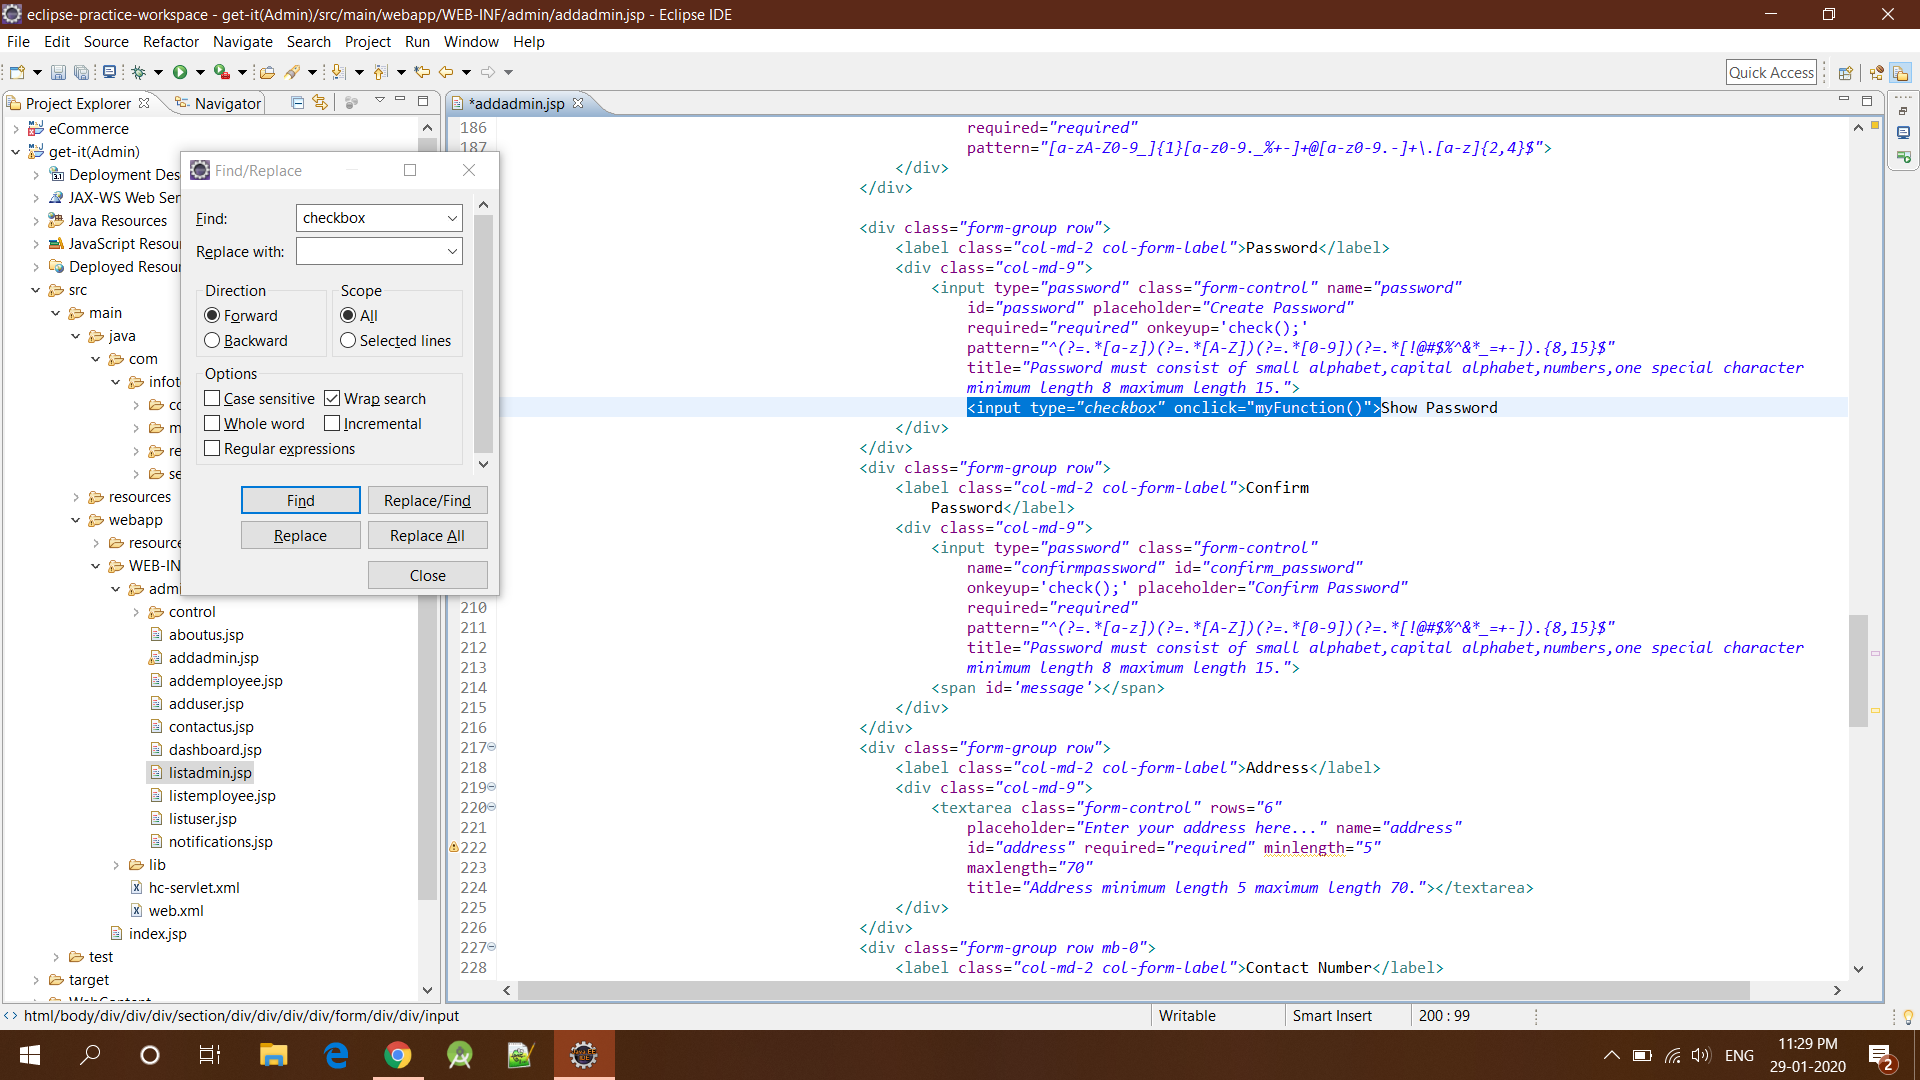 eclipse-practice-workspace - get-it(Admin)/src/main/webapp/WEB-INF/admin/addadmin.jsp - Eclipse IDE
File Edit Source Refactor Navigate Search Project Run Window Help
Quick Access
Project Explorer
Navigator
eCommerce
get-it(Admin)
Deployment Des
JAX-WS Web Ser
Java Resources
JavaScript Resou
Deployed Resou
src
main
java
com
infot
resources
webapp
resource
WEB-IN
admi
control
aboutus.jsp
addadmin.jsp
addemployee.jsp
adduser.jsp
contactus.jsp
dashboard.jsp
listadmin.jsp
listemployee.jsp
listuser.jsp
notifications.jsp
lib
hc-servlet.xml
web.xml
index.jsp
test
target
Find/Replace
Find: checkbox
Replace with:
Direction
Forward
Backward
Scope
All
Selected lines
Options
Case sensitive
Wrap search
Whole word
Incremental
Regular expressions
Find
Replace/Find
Replace
Replace All
Close
*addadmin.jsp
186 required="required"
187 pattern="[a-zA-Z0-9_]{1}[a-z0-9._%+-]+@[a-z0-9.-]+\.[a-z]{2,4}$">
</div>
</div>
<div class="form-group row">
<label class="col-md-2 col-form-label">Password</label>
<div class="col-md-9">
<input type="password" class="form-control" name="password"
id="password" placeholder="Create Password"
required="required" onkeyup='check();'
pattern="^(?=.*[a-z])(?=.*[A-Z])(?=.*[0-9])(?=.*[!@#$%^&*_=+-]).{8,15}$"
title="Password must consist of small alphabet,capital alphabet,numbers,one special character
minimum length 8 maximum length 15.">
<input type="checkbox" onclick="myFunction()">Show Password
</div>
</div>
<div class="form-group row">
<label class="col-md-2 col-form-label">Confirm
Password</label>
<div class="col-md-9">
<input type="password" class="form-control"
name="confirmpassword" id="confirm_password"
onkeyup='check();' placeholder="Confirm Password"
210 required="required"
211 pattern="^(?=.*[a-z])(?=.*[A-Z])(?=.*[0-9])(?=.*[!@#$%^&*_=+-]).{8,15}$"
212 title="Password must consist of small alphabet,capital alphabet,numbers,one special character
213 minimum length 8 maximum length 15.">
214 <span id='message'></span>
215 </div>
216 </div>
217 <div class="form-group row">
218 <label class="col-md-2 col-form-label">Address</label>
219 <div class="col-md-9">
220 <textarea class="form-control" rows="6"
221 placeholder="Enter your address here..." name="address"
222 id="address" required="required" minlength="5"
223 maxlength="70"
224 title="Address minimum length 5 maximum length 70."></textarea>
225 </div>
226 </div>
227 <div class="form-group row mb-0">
228 <label class="col-md-2 col-form-label">Contact Number</label>
html/body/div/div/div/section/div/div/div/div/form/div/div/input
Writable
Smart Insert
200 : 99
ENG
11:29 PM
29-01-2020
2